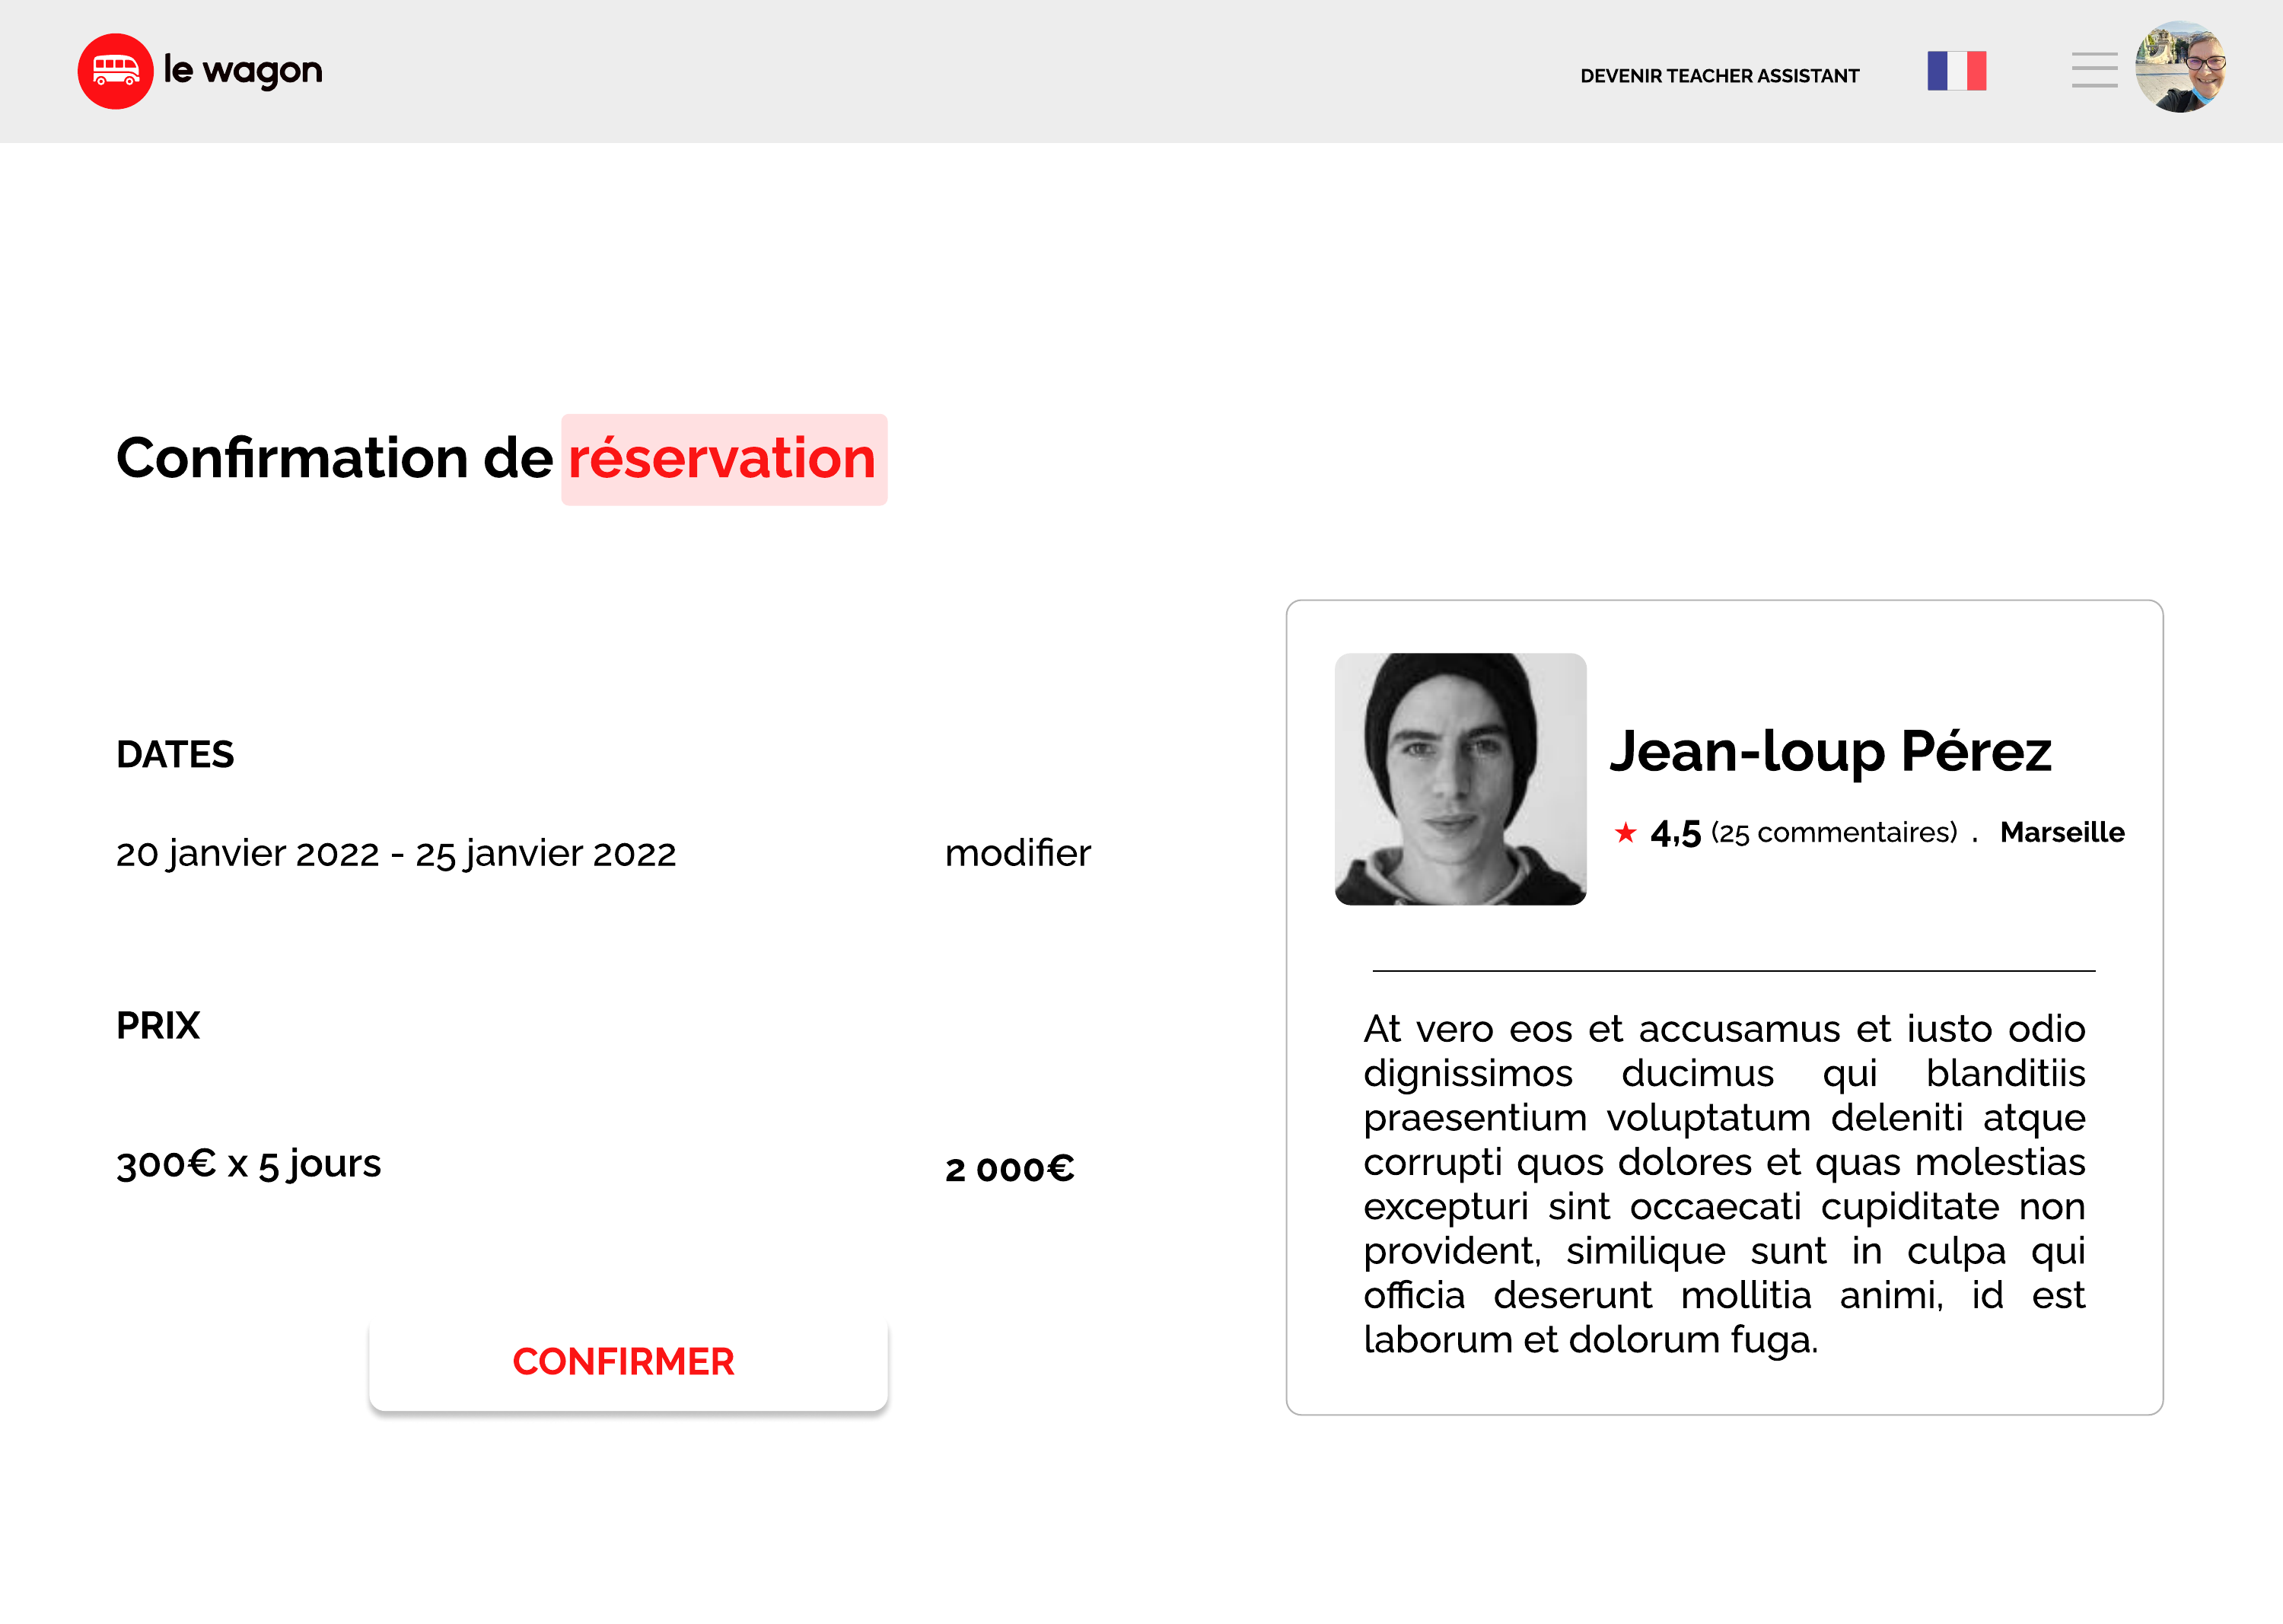 le wagon
DEVENIR TEACHER ASSISTANT
Confirmation de réservation
DATES
20 janvier 2022 - 25 janvier 2022
modifier
PRIX
300€ x 5 jours
2 000€
CONFIRMER
Jean-loup Pérez
★ 4,5 (25 commentaires) . Marseille
At vero eos et accusamus et iusto odio
dignissimos ducimus qui blanditiis
praesentium voluptatum deleniti atque
corrupti quos dolores et quas molestias
excepturi sint occaecati cupiditate non
provident, similique sunt in culpa qui
officia deserunt mollitia animi, id est
laborum et dolorum fuga.